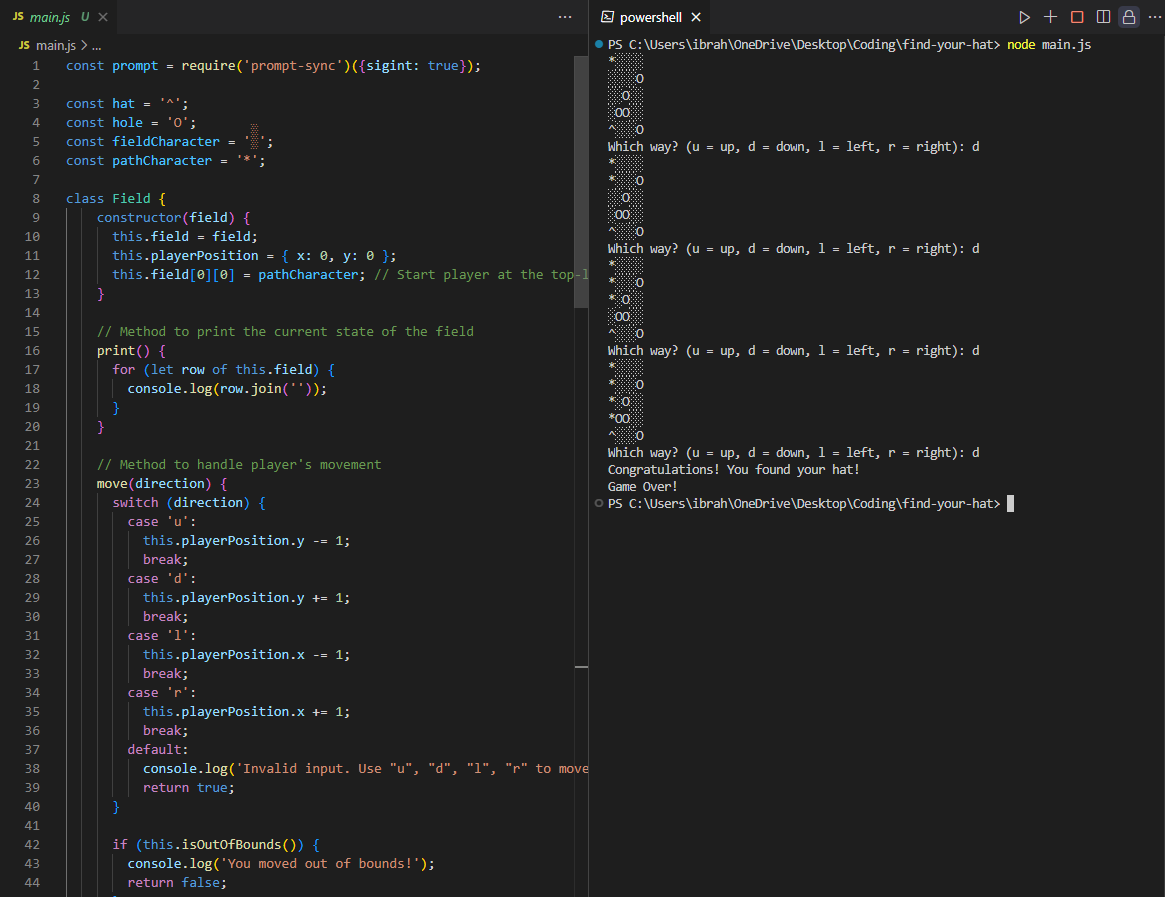 JS main.js U
powershell
JS main.js > ...
1 const prompt = require('prompt-sync')({sigint: true});
2
3 const hat = '^';
4 const hole = 'O';
5 const fieldCharacter = '░';
6 const pathCharacter = '*';
7
8 class Field {
9 constructor(field) {
10 this.field = field;
11 this.playerPosition = { x: 0, y: 0 };
12 this.field[0][0] = pathCharacter; // Start player at the top-l
13 }
14
15 // Method to print the current state of the field
16 print() {
17 for (let row of this.field) {
18 console.log(row.join(''));
19 }
20 }
21
22 // Method to handle player's movement
23 move(direction) {
24 switch (direction) {
25 case 'u':
26 this.playerPosition.y -= 1;
27 break;
28 case 'd':
29 this.playerPosition.y += 1;
30 break;
31 case 'l':
32 this.playerPosition.x -= 1;
33 break;
34 case 'r':
35 this.playerPosition.x += 1;
36 break;
37 default:
38 console.log('Invalid input. Use "u", "d", "l", "r" to move
39 return true;
40 }
41
42 if (this.isOutOfBounds()) {
43 console.log('You moved out of bounds!');
44 return false;
PS C:\Users\ibrah\OneDrive\Desktop\Coding\find-your-hat> node main.js
*░░░░
░░░░O
░░O░░
░OO░░
^░░░O
Which way? (u = up, d = down, l = left, r = right): d
*░░░░
*░░░O
░░O░░
░OO░░
^░░░O
Which way? (u = up, d = down, l = left, r = right): d
*░░░░
*░░░O
*░O░░
░OO░░
^░░░O
Which way? (u = up, d = down, l = left, r = right): d
*░░░░
*░░░O
*░O░░
*OO░░
^░░░O
Which way? (u = up, d = down, l = left, r = right): d
Congratulations! You found your hat!
Game Over!
PS C:\Users\ibrah\OneDrive\Desktop\Coding\find-your-hat>